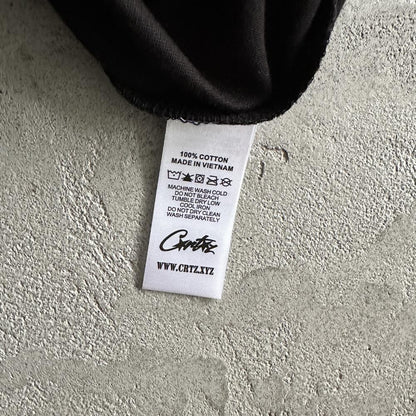 100% COTTON
MADE IN VIETNAM
MACHINE WASH COLD
DO NOT BLEACH
TUMBLE DRY LOW
COOL IRON
DO NOT DRY CLEAN
WASH SEPARATELY
Crtz
WWW.CRTZ.XYZ